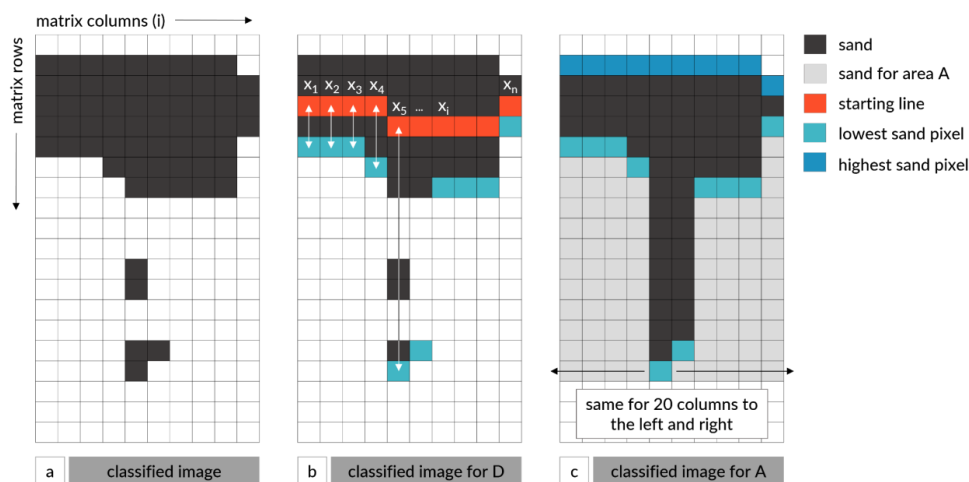 matrix columns (i)
matrix rows
x₁ x₂ x₃ x₄ xₙ
x₅ ... xᵢ
sand
sand for area A
starting line
lowest sand pixel
highest sand pixel
same for 20 columns to
the left and right
a classified image
b classified image for D
c classified image for A